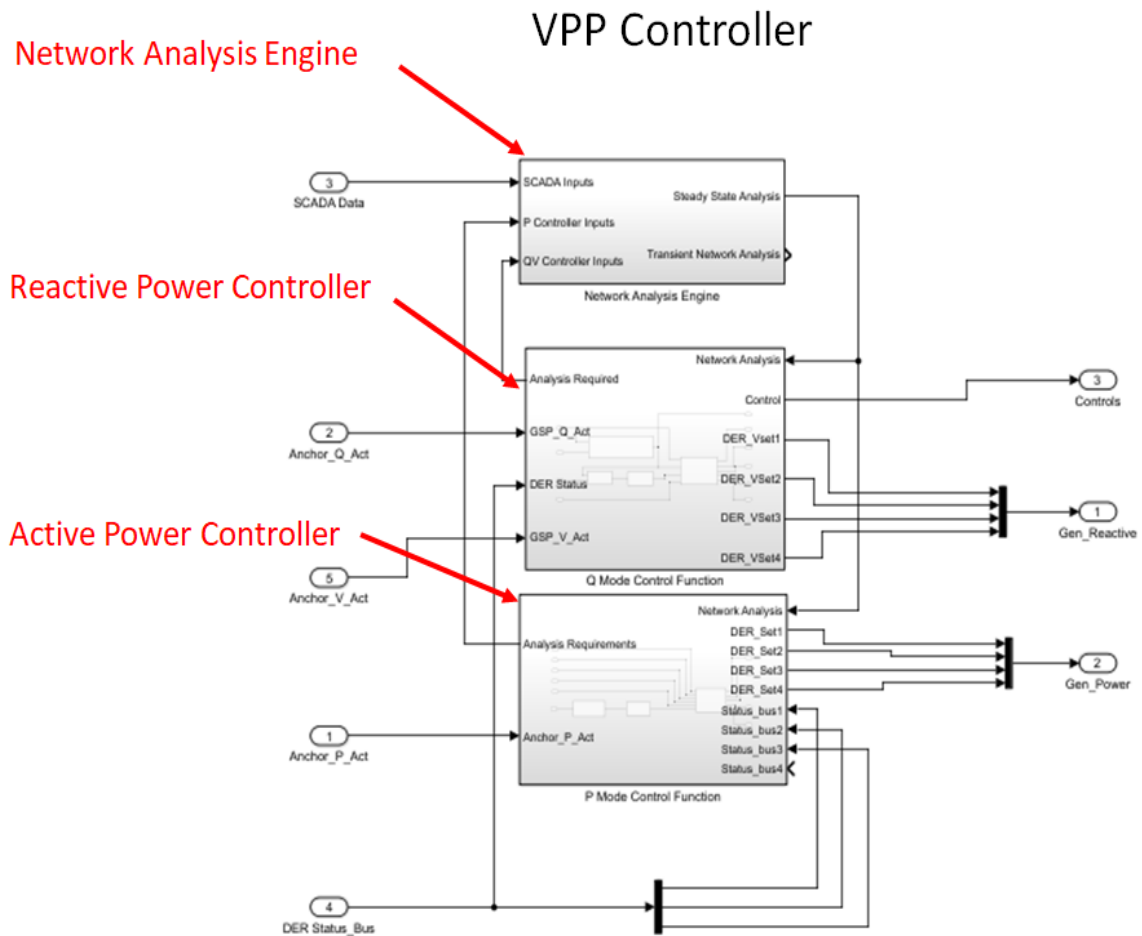 VPP Controller
Network Analysis Engine
3
SCADA Data
SCADA Inputs
P Controller Inputs
QV Controller Inputs
Steady State Analysis
Transient Network Analysis
Network Analysis Engine
Reactive Power Controller
Network Analysis
Analysis Required
Control
3
Controls
2
Anchor_Q_Act
GSP_Q_Act
DER_Vset1
DER Status
DER_VSet2
GSP_V_Act
DER_VSet3
DER_VSet4
1
Gen_Reactive
Q Mode Control Function
Active Power Controller
5
Anchor_V_Act
Network Analysis
Analysis Requirements
DER_Set1
DER_Set2
DER_Set3
DER_Set4
2
Gen_Power
Status_bus1
Status_bus2
Status_bus3
Status_bus4
1
Anchor_P_Act
Anchor_P_Act
P Mode Control Function
4
DER Status_Bus